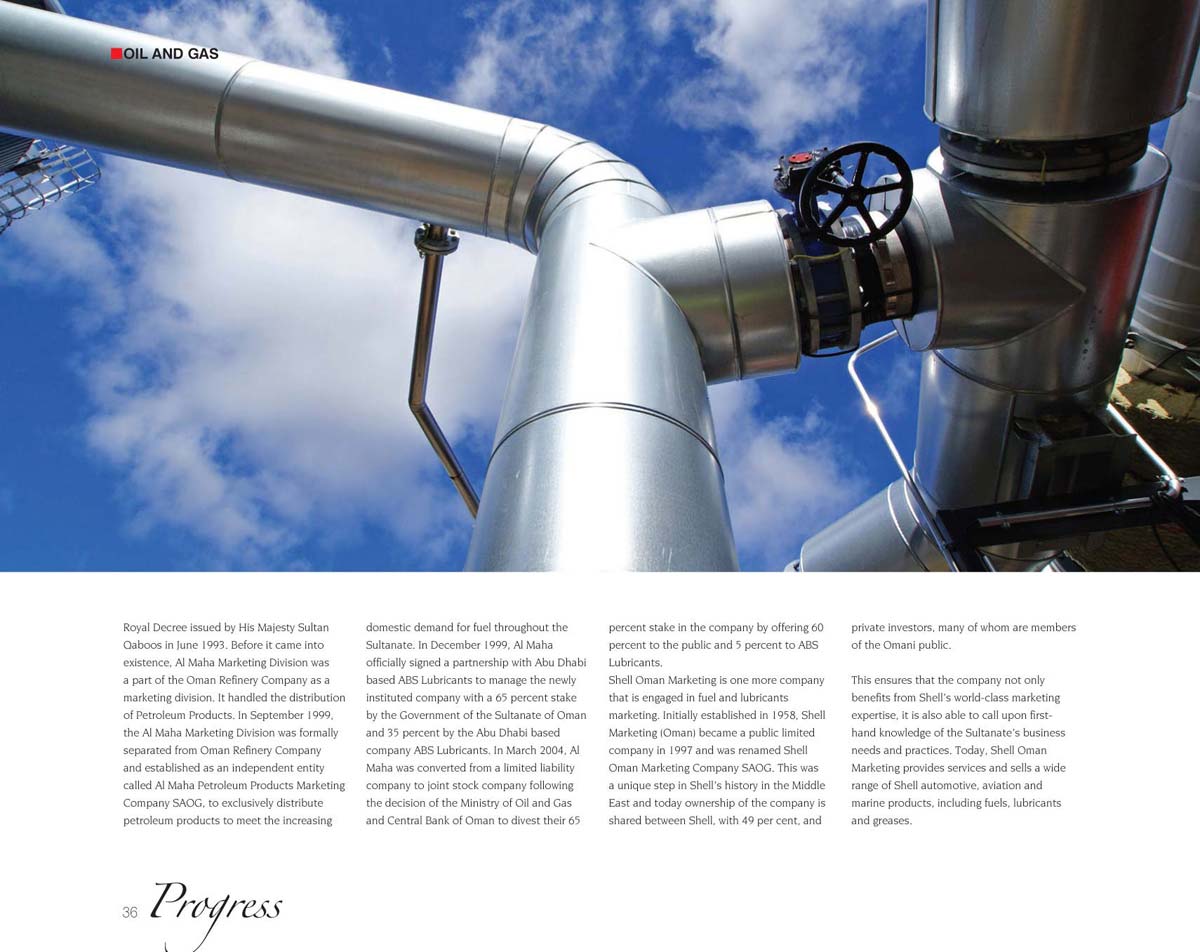 OIL AND GAS
Royal Decree issued by His Majesty Sultan
Qaboos in June 1993. Before it came into
existence, Al Maha Marketing Division was
a part of the Oman Refinery Company as a
marketing division. It handled the distribution
of Petroleum Products. In September 1999,
the Al Maha Marketing Division was formally
separated from Oman Refinery Company
and established as an independent entity
called Al Maha Petroleum Products Marketing
Company SAOG, to exclusively distribute
petroleum products to meet the increasing
domestic demand for fuel throughout the
Sultanate. In December 1999, Al Maha
officially signed a partnership with Abu Dhabi
based ABS Lubricants to manage the newly
instituted company with a 65 percent stake
by the Government of the Sultanate of Oman
and 35 percent by the Abu Dhabi based
company ABS Lubricants. In March 2004, Al
Maha was converted from a limited liability
company to joint stock company following
the decision of the Ministry of Oil and Gas
and Central Bank of Oman to divest their 65
percent stake in the company by offering 60
percent to the public and 5 percent to ABS
Lubricants.
Shell Oman Marketing is one more company
that is engaged in fuel and lubricants
marketing. Initially established in 1958, Shell
Marketing (Oman) became a public limited
company in 1997 and was renamed Shell
Oman Marketing Company SAOG. This was
a unique step in Shell's history in the Middle
East and today ownership of the company is
shared between Shell, with 49 per cent, and
private investors, many of whom are members
of the Omani public.
This ensures that the company not only
benefits from Shell's world-class marketing
expertise, it is also able to call upon first-
hand knowledge of the Sultanate's business
needs and practices. Today, Shell Oman
Marketing provides services and sells a wide
range of Shell automotive, aviation and
marine products, including fuels, lubricants
and greases.
36 Progress